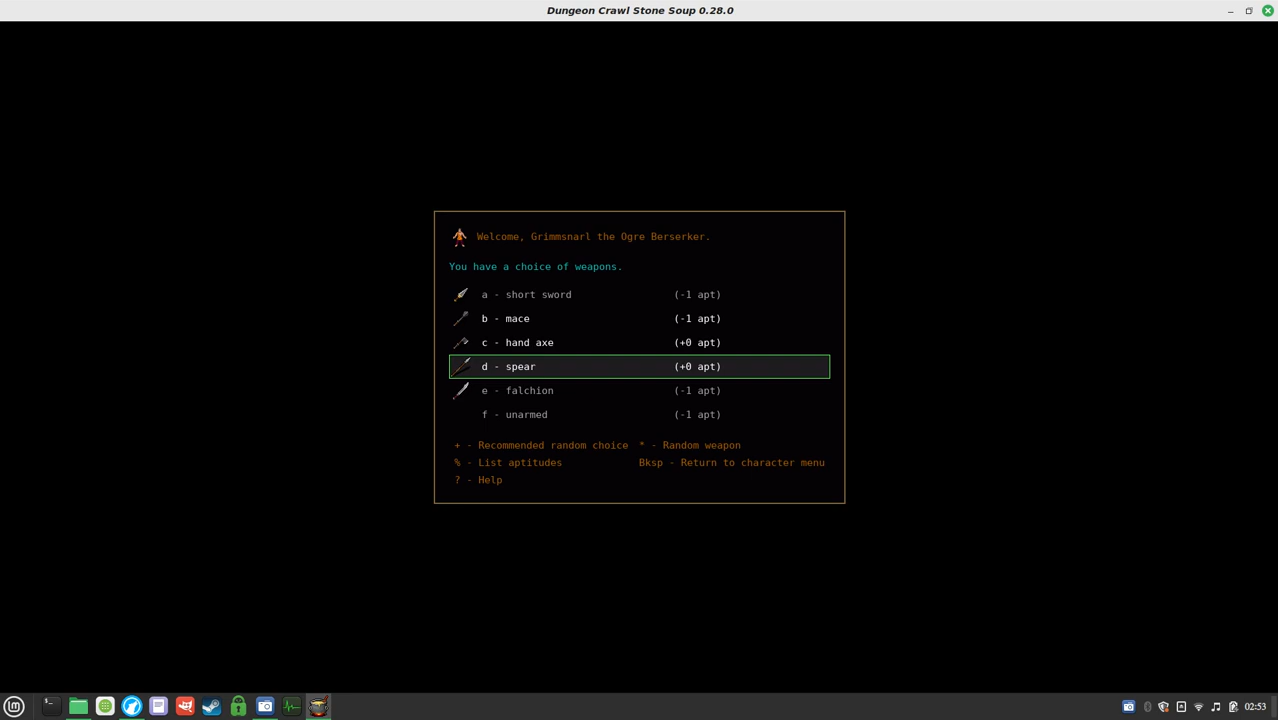 Dungeon Crawl Stone Soup 0.28.0
Welcome, Grimmsnarl the Ogre Berserker.
You have a choice of weapons.
a - short sword (-1 apt)
b - mace (-1 apt)
c - hand axe (+0 apt)
d - spear (+0 apt)
e - falchion (-1 apt)
f - unarmed (-1 apt)
+ - Recommended random choice * - Random weapon
% - List aptitudes Bksp - Return to character menu
? - Help
02:53